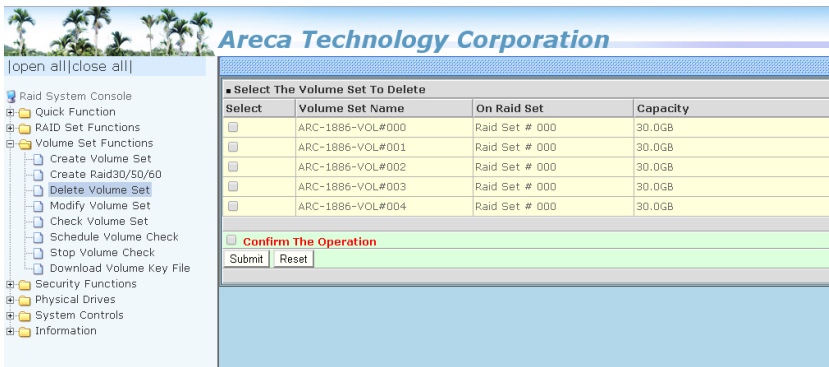 Areca Technology Corporation
|open all|close all|
Raid System Console
Quick Function
RAID Set Functions
Volume Set Functions
Create Volume Set
Create Raid30/50/60
Delete Volume Set
Modify Volume Set
Check Volume Set
Schedule Volume Check
Stop Volume Check
Download Volume Key File
Security Functions
Physical Drives
System Controls
Information
Select The Volume Set To Delete
Select Volume Set Name On Raid Set Capacity
ARC-1886-VOL#000 Raid Set # 000 30.0GB
ARC-1886-VOL#001 Raid Set # 000 30.0GB
ARC-1886-VOL#002 Raid Set # 000 30.0GB
ARC-1886-VOL#003 Raid Set # 000 30.0GB
ARC-1886-VOL#004 Raid Set # 000 30.0GB
Confirm The Operation
Submit Reset